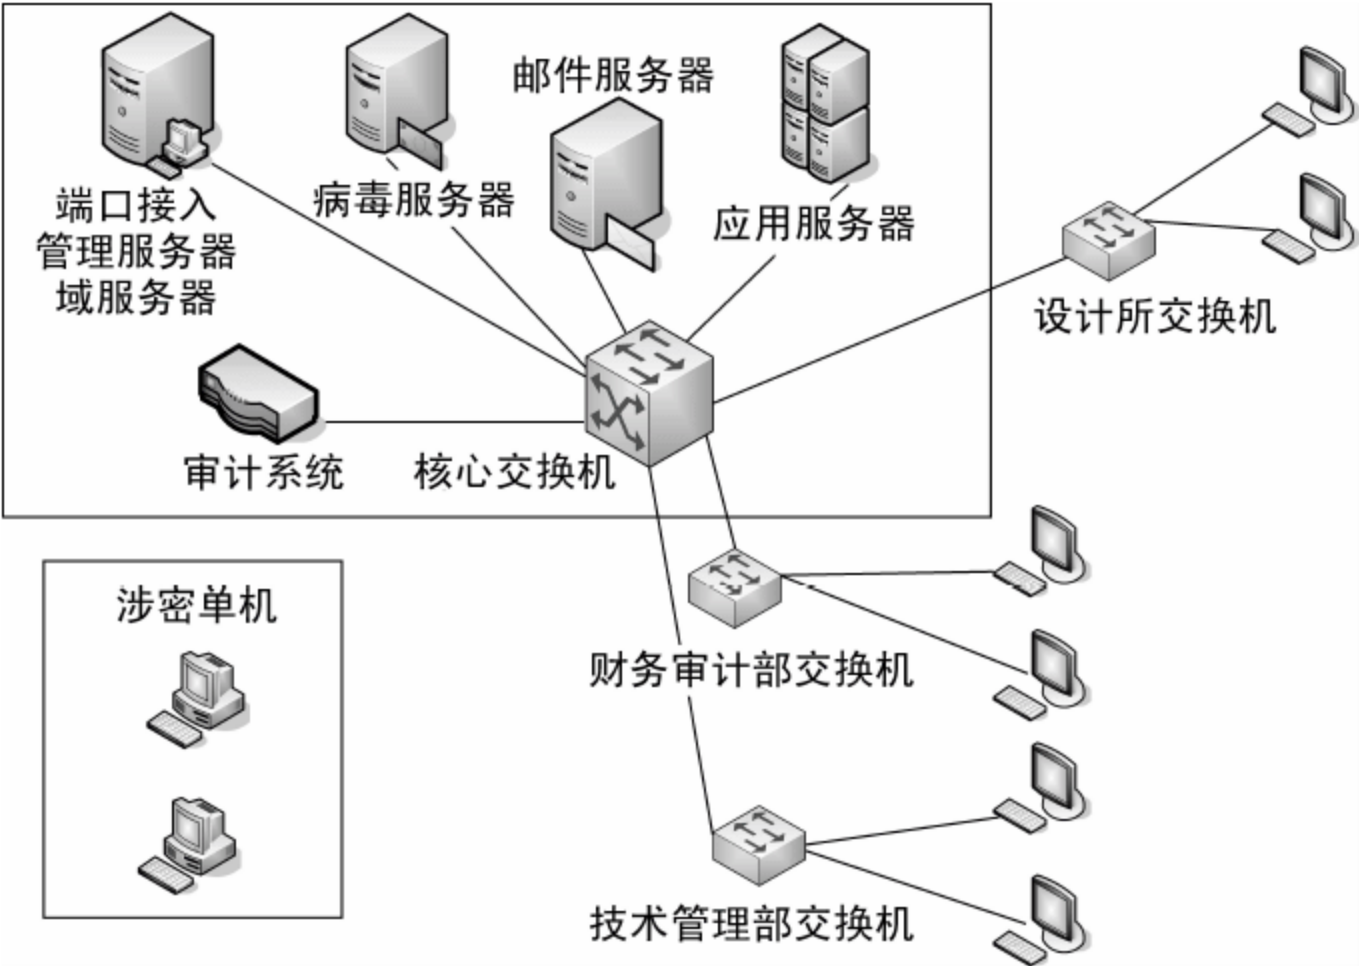 邮件服务器
病毒服务器
应用服务器
端口接入
管理服务器
域服务器
设计所交换机
审计系统
核心交换机
涉密单机
财务审计部交换机
技术管理部交换机